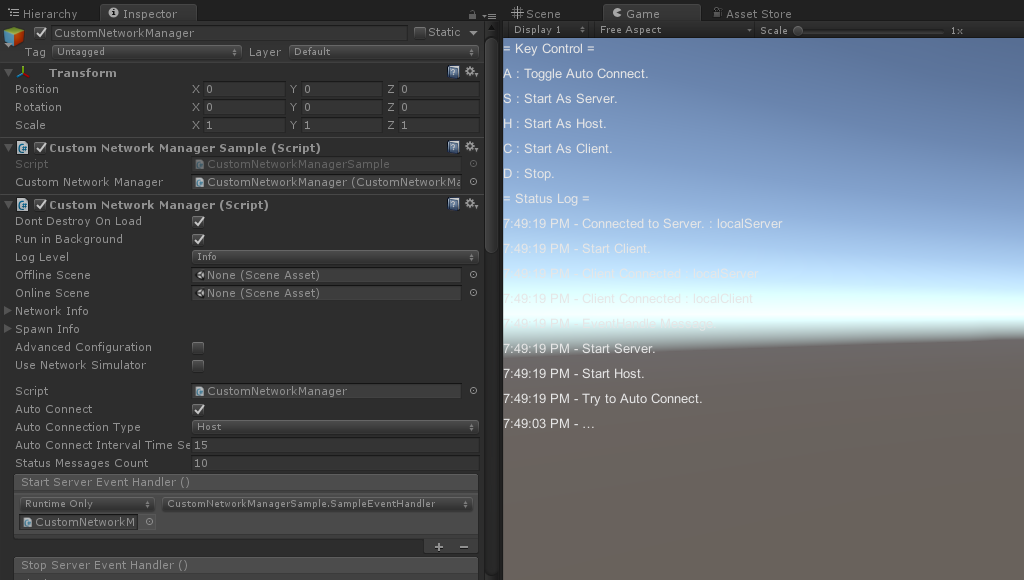 Hierarchy
Inspector
CustomNetworkManager
Static
Tag Untagged Layer Default
Transform
Position X 0 Y 0 Z 0
Rotation X 0 Y 0 Z 0
Scale X 1 Y 1 Z 1
Custom Network Manager Sample (Script)
Script CustomNetworkManagerSample
Custom Network Manager CustomNetworkManager (CustomNetworkMa
Custom Network Manager (Script)
Dont Destroy On Load
Run in Background
Log Level Info
Offline Scene None (Scene Asset)
Online Scene None (Scene Asset)
Network Info
Spawn Info
Advanced Configuration
Use Network Simulator
Script CustomNetworkManager
Auto Connect
Auto Connection Type Host
Auto Connect Interval Time Se 15
Status Messages Count 10
Start Server Event Handler ()
Runtime Only CustomNetworkManagerSample.SampleEventHandler
CustomNetworkM
Stop Server Event Handler ()
Scene
Game
Asset Store
Display 1 Free Aspect Scale 1x
= Key Control =
A : Toggle Auto Connect.
S : Start As Server.
H : Start As Host.
C : Start As Client.
D : Stop.
= Status Log =
7:49:19 PM - Connected to Server. : localServer
7:49:19 PM - Start Client.
7:49:19 PM - Client Connected : localServer
7:49:19 PM - Client Connected : localClient
7:49:19 PM - EventHandle Message
7:49:19 PM - Start Server.
7:49:19 PM - Start Host.
7:49:19 PM - Try to Auto Connect.
7:49:03 PM - ...